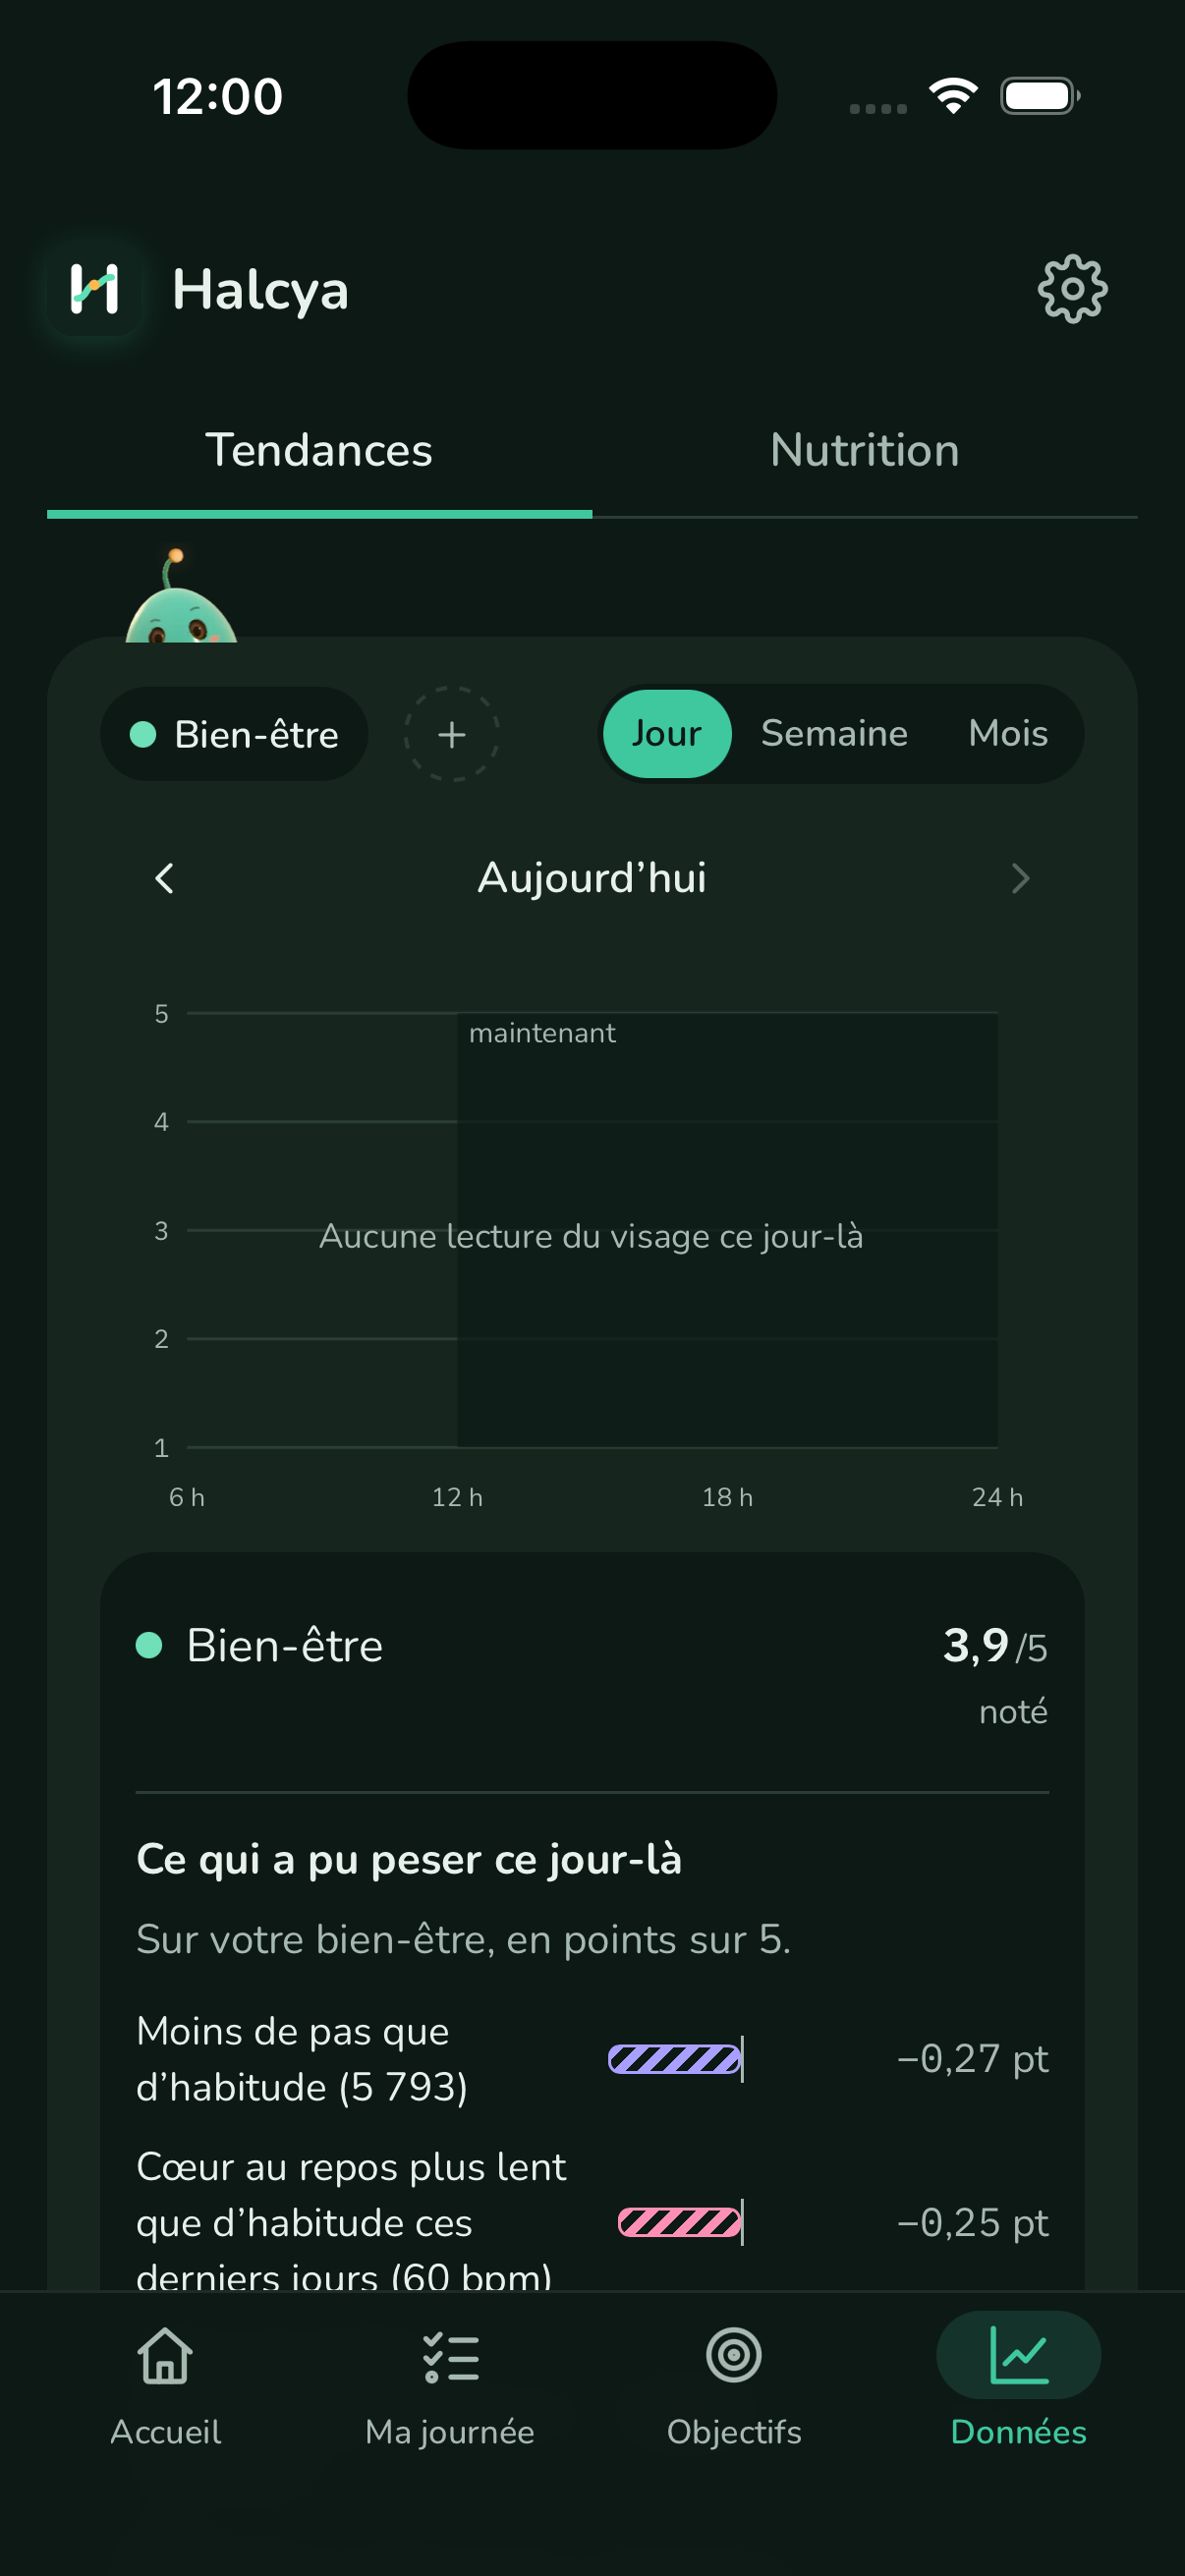 12:00
Halcya
Tendances
Nutrition
Bien-être
+
Jour
Semaine
Mois
Aujourd’hui
5
maintenant
4
3
Aucune lecture du visage ce jour-là
2
1
6 h
12 h
18 h
24 h
Bien-être
3,9 /5
noté
Ce qui a pu peser ce jour-là
Sur votre bien-être, en points sur 5.
Moins de pas que
d’habitude (5 793)
−0,27 pt
Cœur au repos plus lent
que d’habitude ces
derniers jours (60 bpm)
−0,25 pt
Accueil
Ma journée
Objectifs
Données